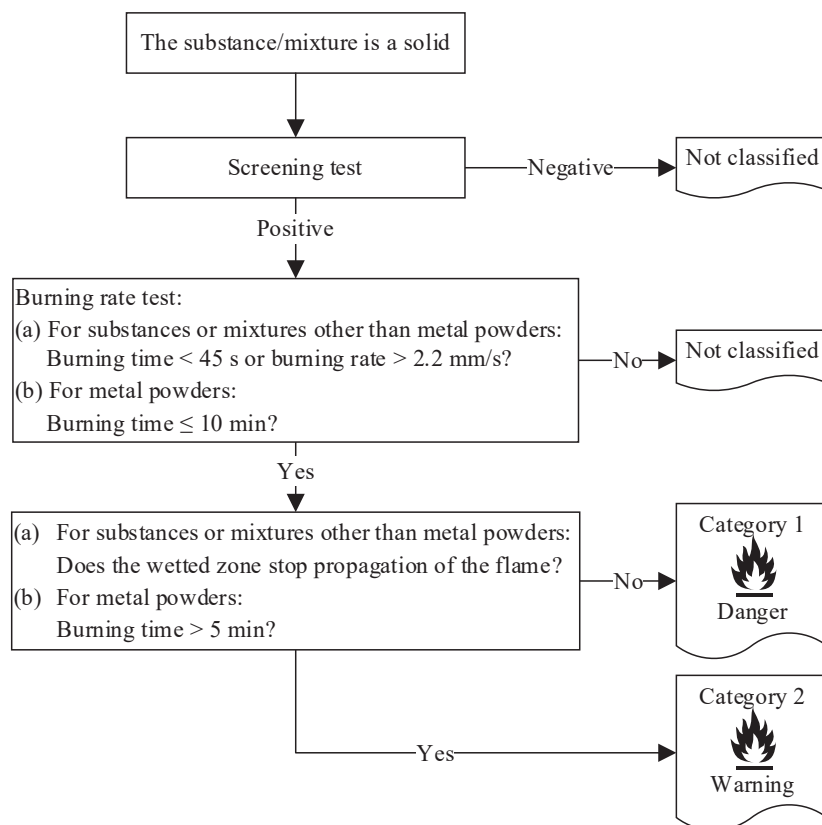 The substance/mixture is a solid
Screening test
Negative
Not classified
Positive
Burning rate test:
(a) For substances or mixtures other than metal powders:
Burning time < 45 s or burning rate > 2.2 mm/s?
(b) For metal powders:
Burning time ≤ 10 min?
No
Not classified
Yes
(a) For substances or mixtures other than metal powders:
Does the wetted zone stop propagation of the flame?
(b) For metal powders:
Burning time > 5 min?
No
Category 1
Danger
Yes
Category 2
Warning